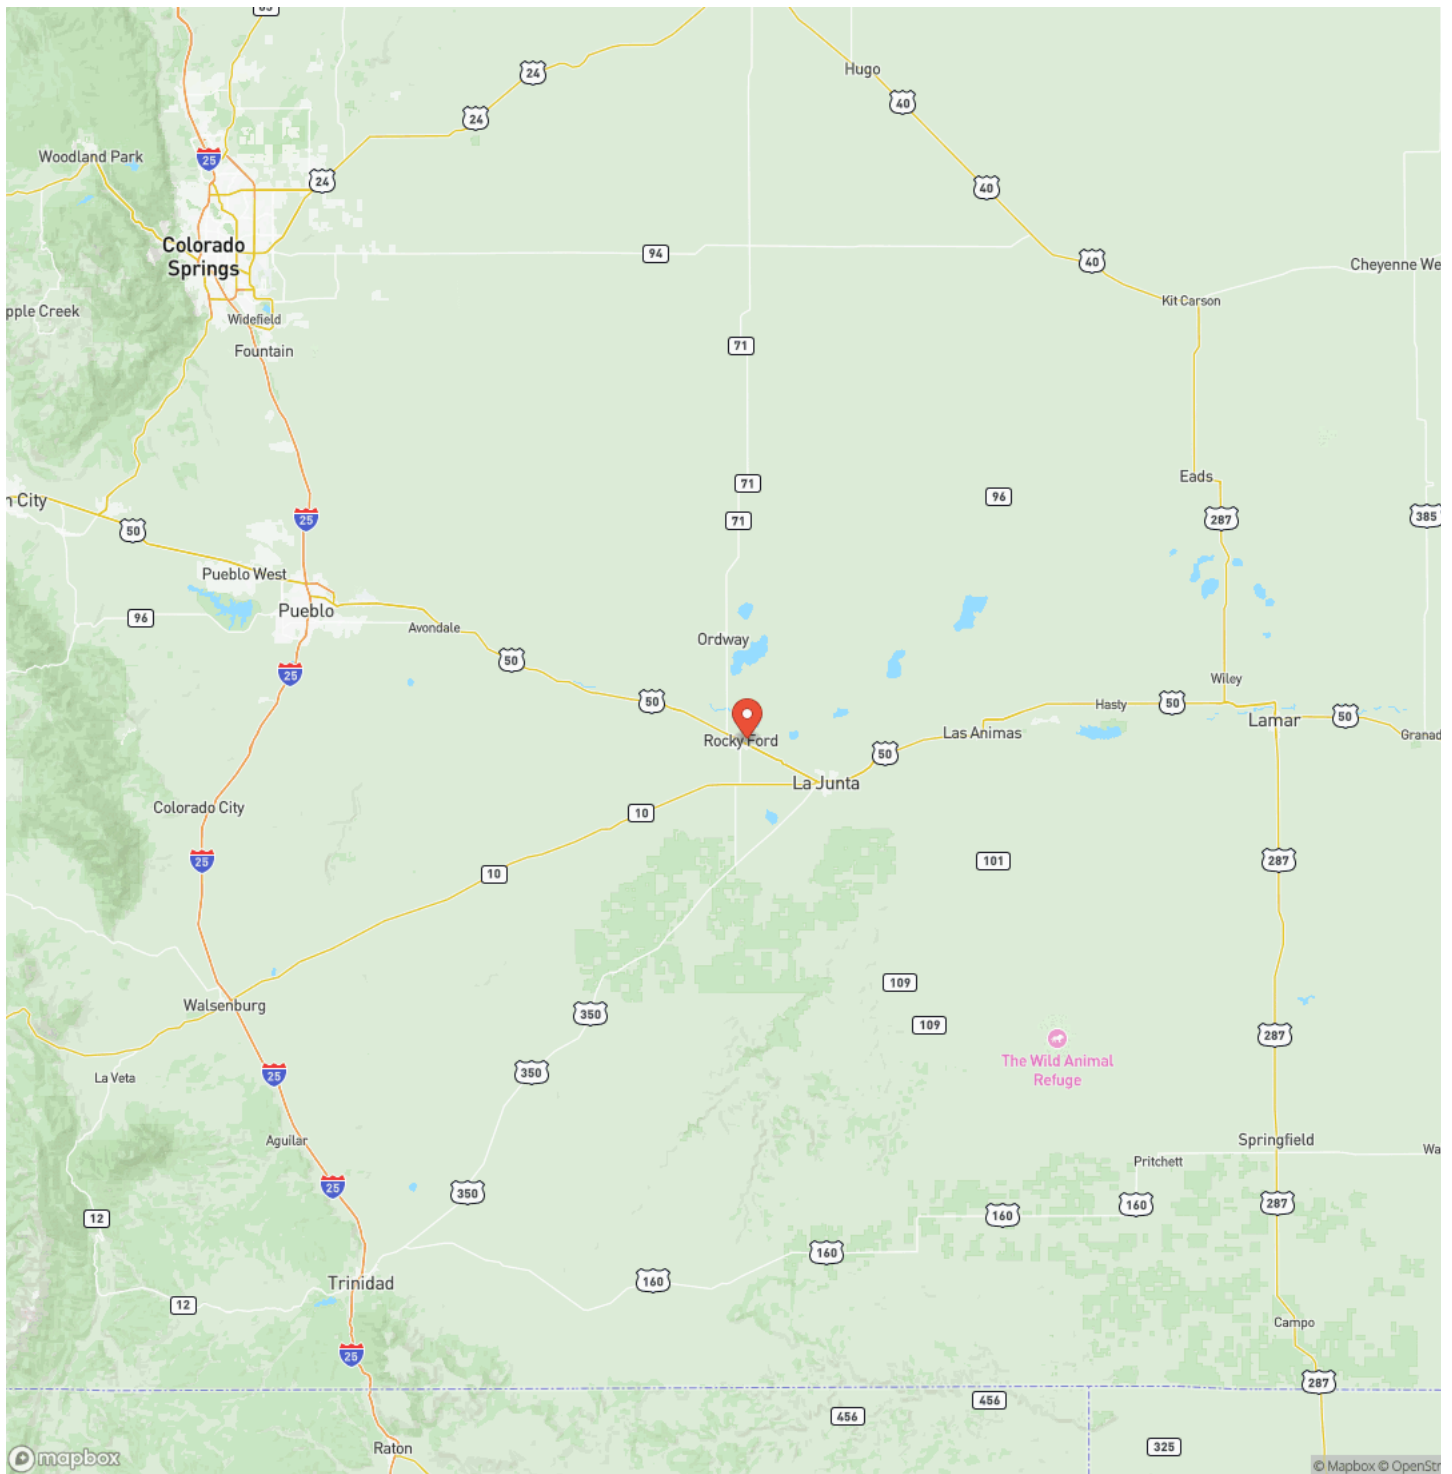 83
24
Hugo
24
40
Woodland Park
25
24
40
Colorado
Springs
94
40
Cheyenne We
Kit Carson
pple Creek
Widefield
Fountain
71
Eads
71
96
n City
25
71
287
385
50
Pueblo West
Pueblo
96
Avondale
Ordway
50
25
Wiley
50
Hasty
50
Rocky Ford
Las Animas
Lamar
50
Granad
50
La Junta
Colorado City
10
25
10
101
287
109
Walsenburg
350
109
287
The Wild Animal
Refuge
La Veta
25
350
Aguilar
Springfield
Wa
Pritchett
25
350
12
160
160
287
160
Trinidad
160
12
Campo
25
287
456
456
Raton
325
mapbox
© Mapbox © OpenStr